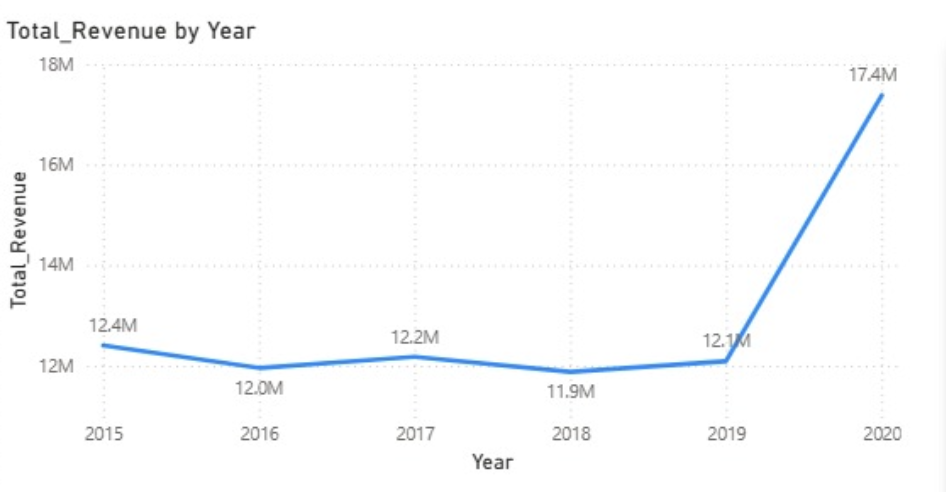 Total_Revenue by Year
18M
16M
14M
12M
Total_Revenue
12.4M
12.0M
12.2M
11.9M
12.1M
17.4M
2015 2016 2017 2018 2019 2020
Year